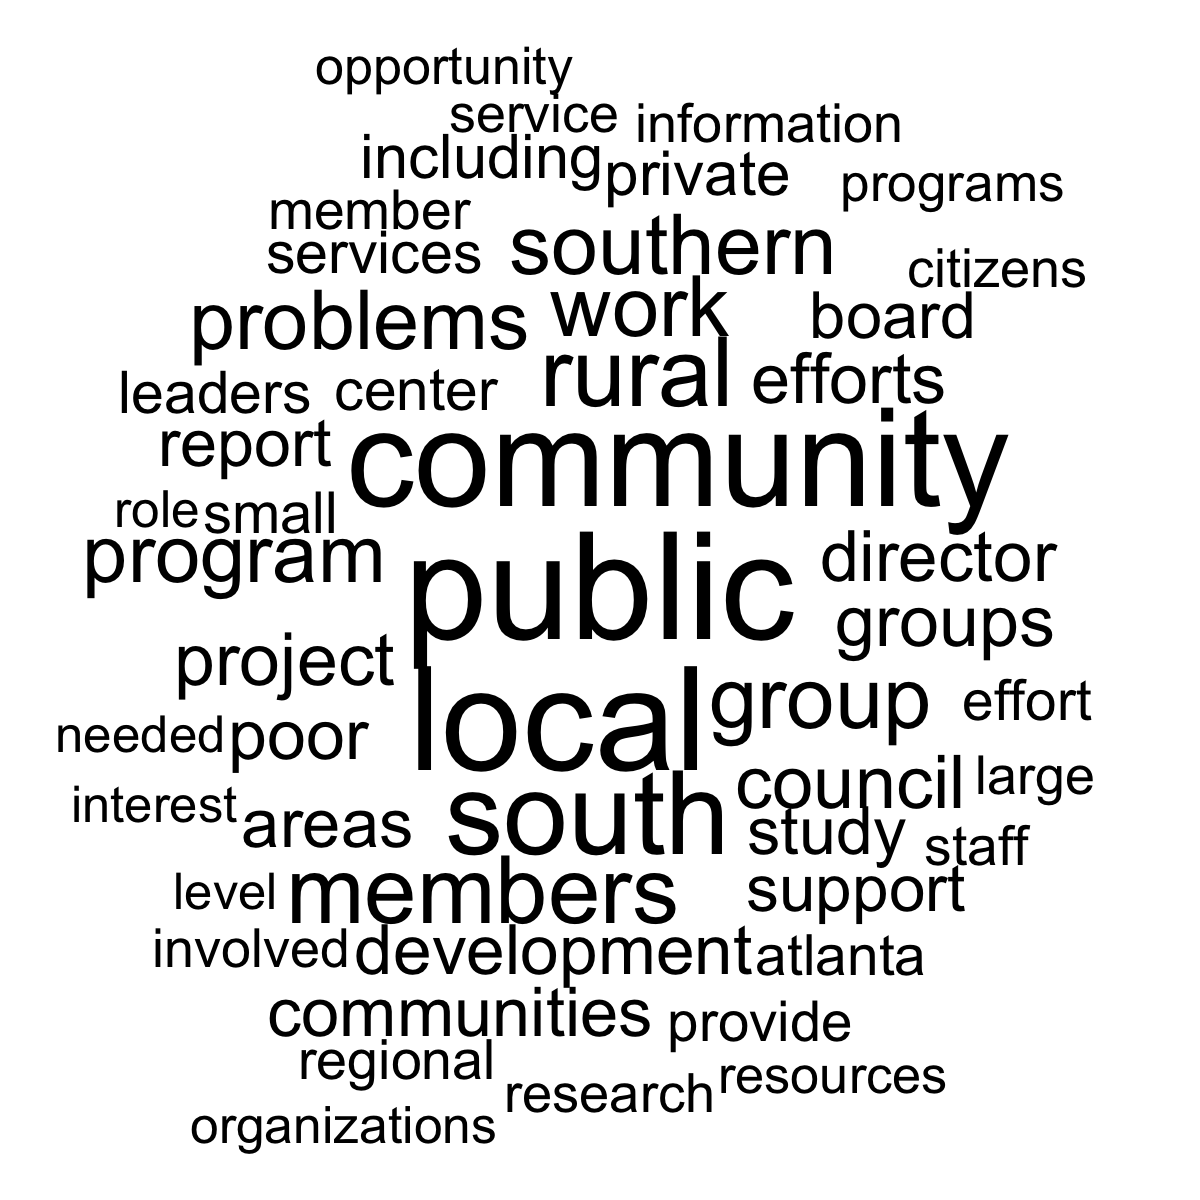 opportunity
service information
including private programs
member
services southern citizens
problems work board
leaders center rural efforts
report community
role small
program public director
groups
project
local group effort
needed poor
council large
interest areas south study staff
level members support
involved development atlanta
communities provide
regional
research resources
organizations